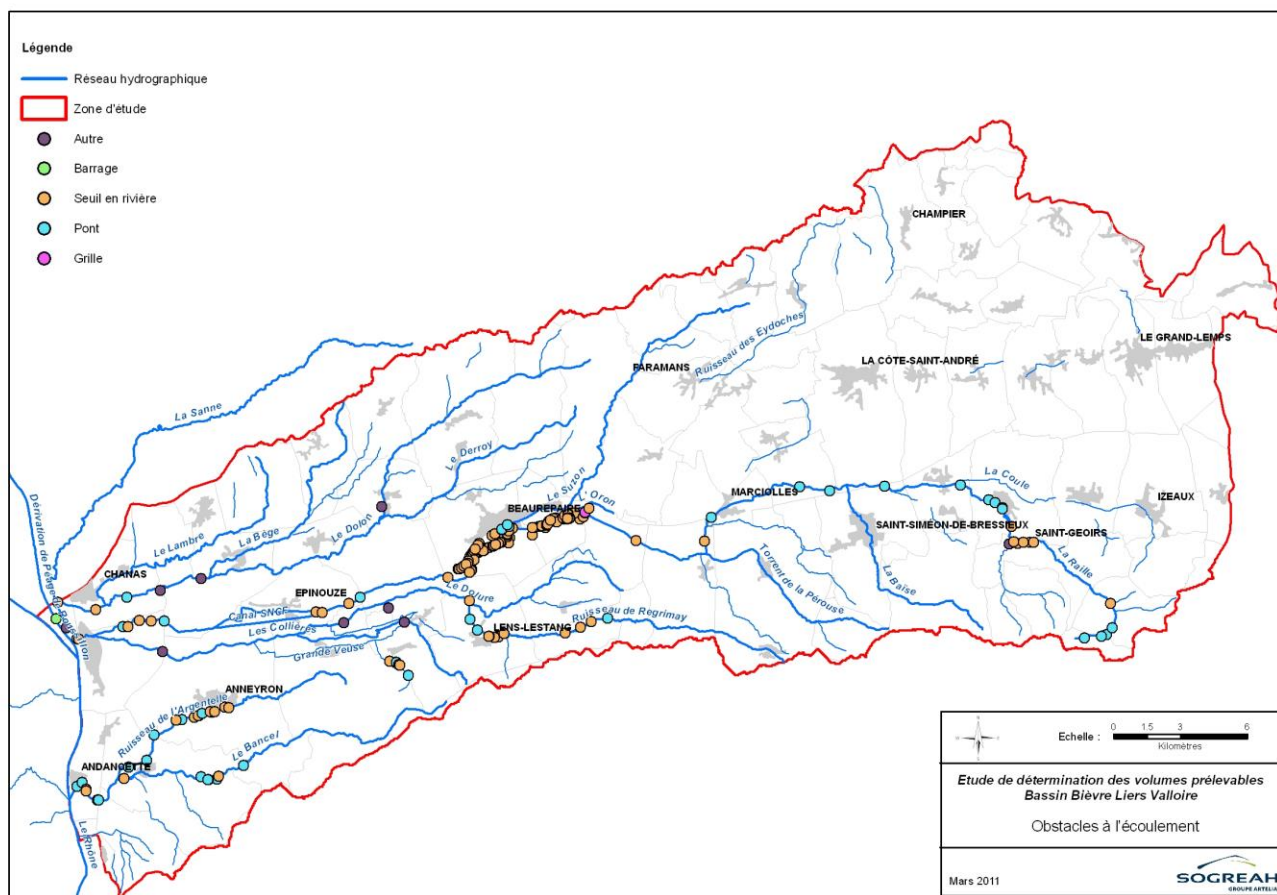 Légende
Réseau hydrographique
Zone d'étude
Autre
Barrage
Seuil en rivière
Pont
Grille
CHAMPIER
LE GRAND-LEMPS
Ruisseau des Eydoches
LA CÔTE-SAINT-ANDRÉ
FARAMANS
La Sanne
Le Derroy
La Coule
Le Suzon
MARCIOLLES
IZEAUX
L'Oron
BEAUREPAIRE
Dérivation de Péage de Roussillon
SAINT-SIMÉON-DE-BRESSIEUX
SAINT-GEOIRS
Le Dolon
La Bège
Le Lambre
La Raille
CHANAS
Torrent de la Pérouse
La Baise
EPINOUZE
Le Dolure
Canal SNCF
Ruisseau de Regrimay
Les Collières
LENS-LESTANG
Grande Veuse
ANNEYRON
Ruisseau de l'Argentelle
Le Bancel
ANDANCETTE
Le Rhône
Echelle :
0 1.5 3 6
Kilomètres
Etude de détermination des volumes prélevables
Bassin Bièvre Liers Valloire
Obstacles à l'écoulement
Mars 2011
SOGREAH
GROUPE ARTELIA